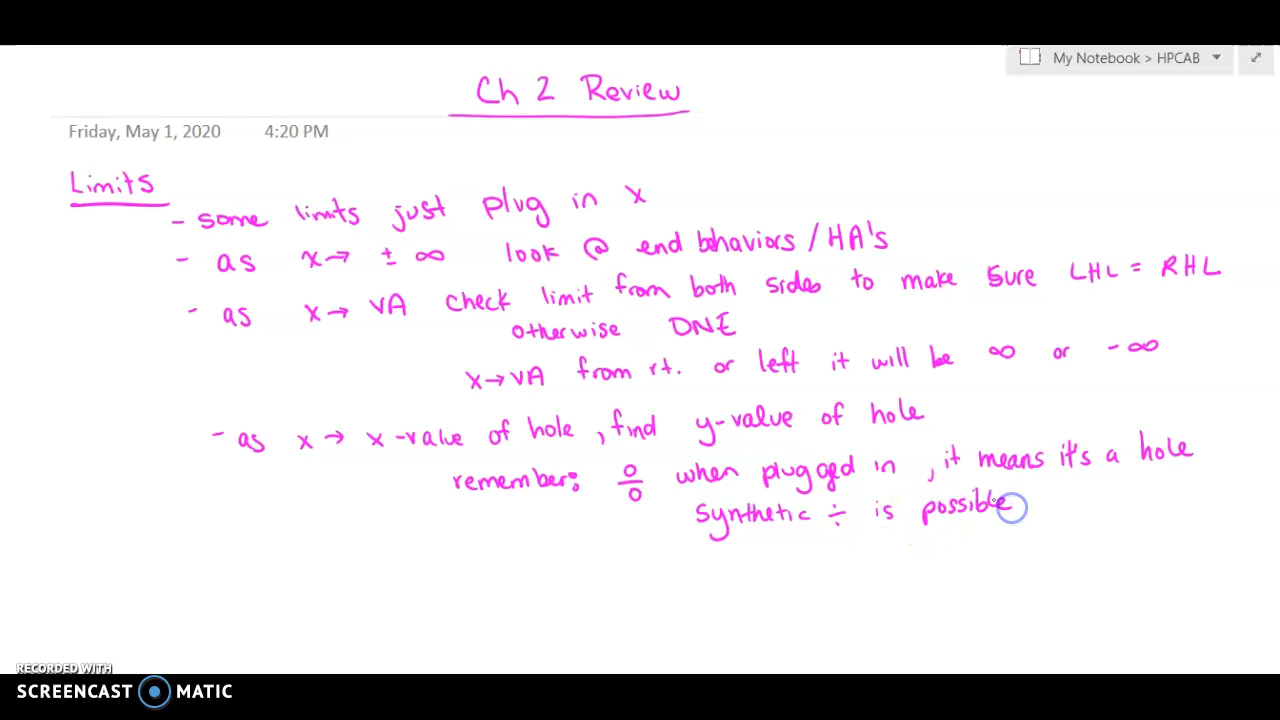 My Notebook > HPCAB
Ch 2 Review
Friday, May 1, 2020 4:20 PM
Limits
- some limits just plug in x
- as x → ± ∞ look @ end behaviors / HA's
- as x → VA check limit from both sides to make sure LHL = RHL
otherwise DNE
x → VA from rt. or left it will be ∞ or - ∞
- as x → x-value of hole, find y-value of hole
remember: 0/0 when plugged in, it means it's a hole
synthetic ÷ is possible
RECORDED WITH
SCREENCAST MATIC